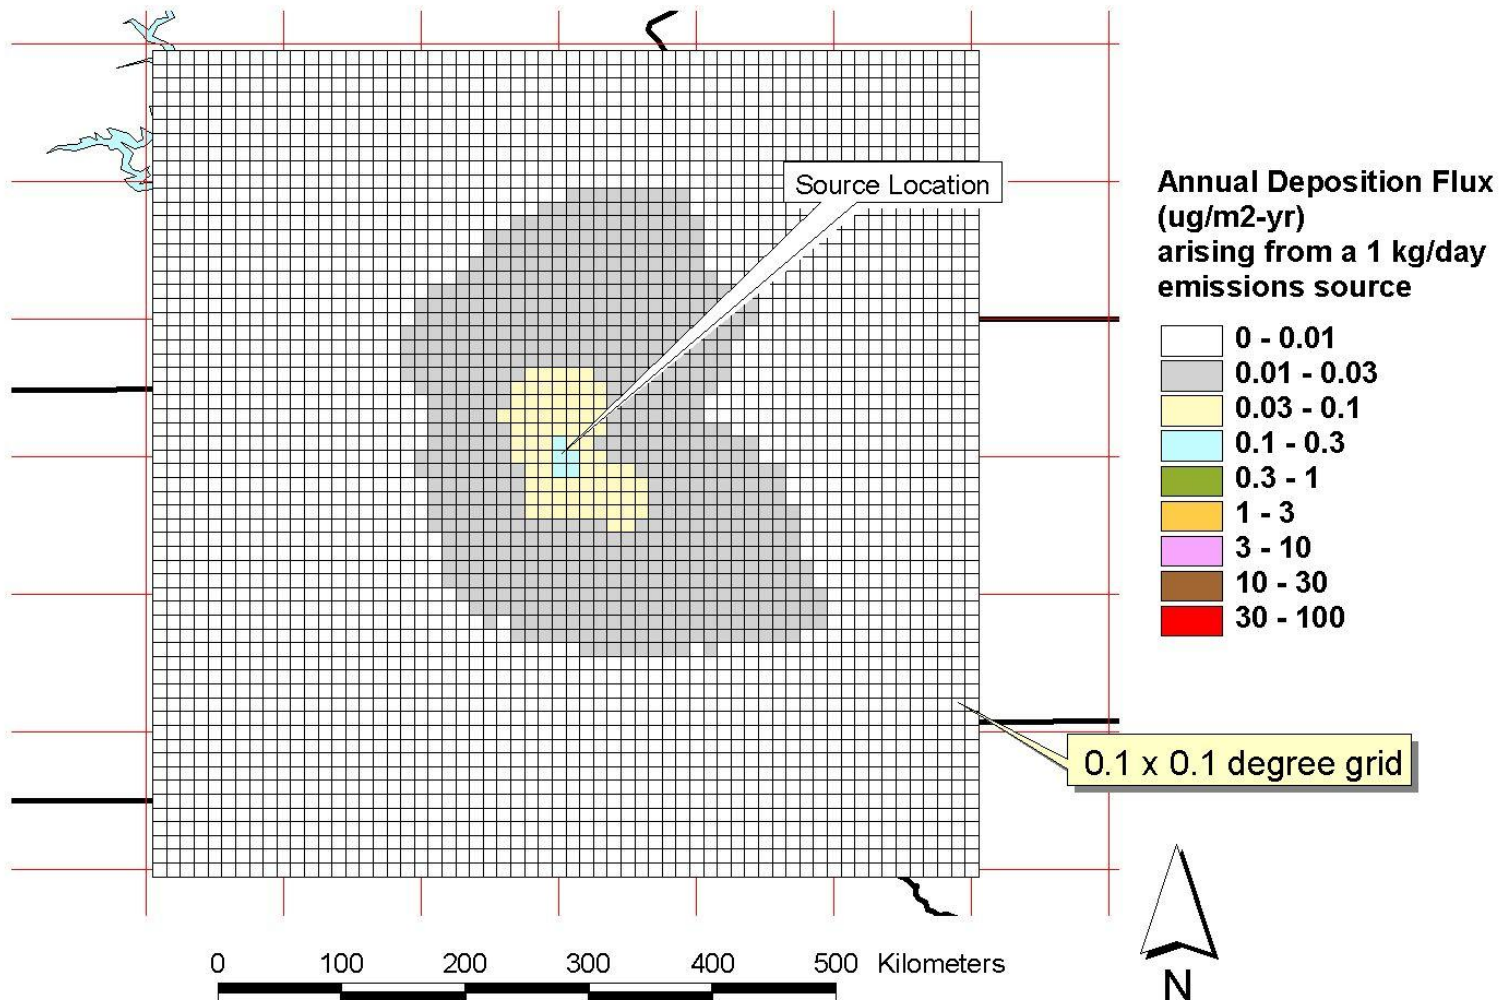 Source Location
Annual Deposition Flux
(ug/m2-yr)
arising from a 1 kg/day
emissions source
0 - 0.01
0.01 - 0.03
0.03 - 0.1
0.1 - 0.3
0.3 - 1
1 - 3
3 - 10
10 - 30
30 - 100
0.1 x 0.1 degree grid
0 100 200 300 400 500 Kilometers
N